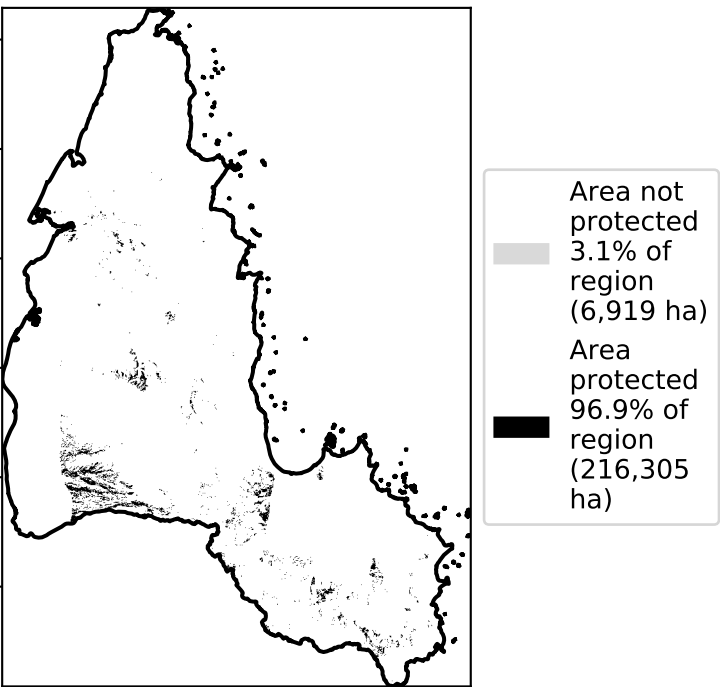 Area not
protected
3.1% of
region
(6,919 ha)
Area
protected
96.9% of
region
(216,305
ha)